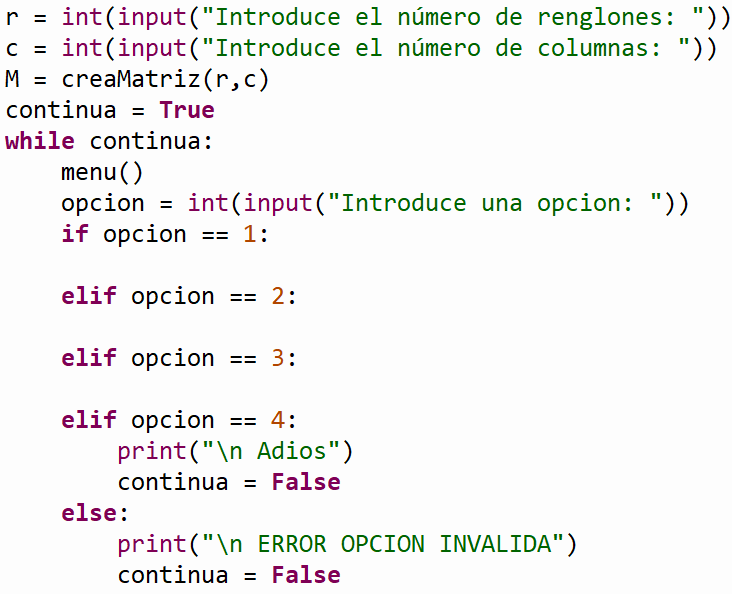 r = int(input("Introduce el número de renglones: "))
c = int(input("Introduce el número de columnas: "))
M = creaMatriz(r,c)
continua = True
while continua:
    menu()
    opcion = int(input("Introduce una opcion: "))
    if opcion == 1:
    elif opcion == 2:
    elif opcion == 3:
    elif opcion == 4:
        print("\n Adios")
        continua = False
    else:
        print("\n ERROR OPCION INVALIDA")
        continua = False